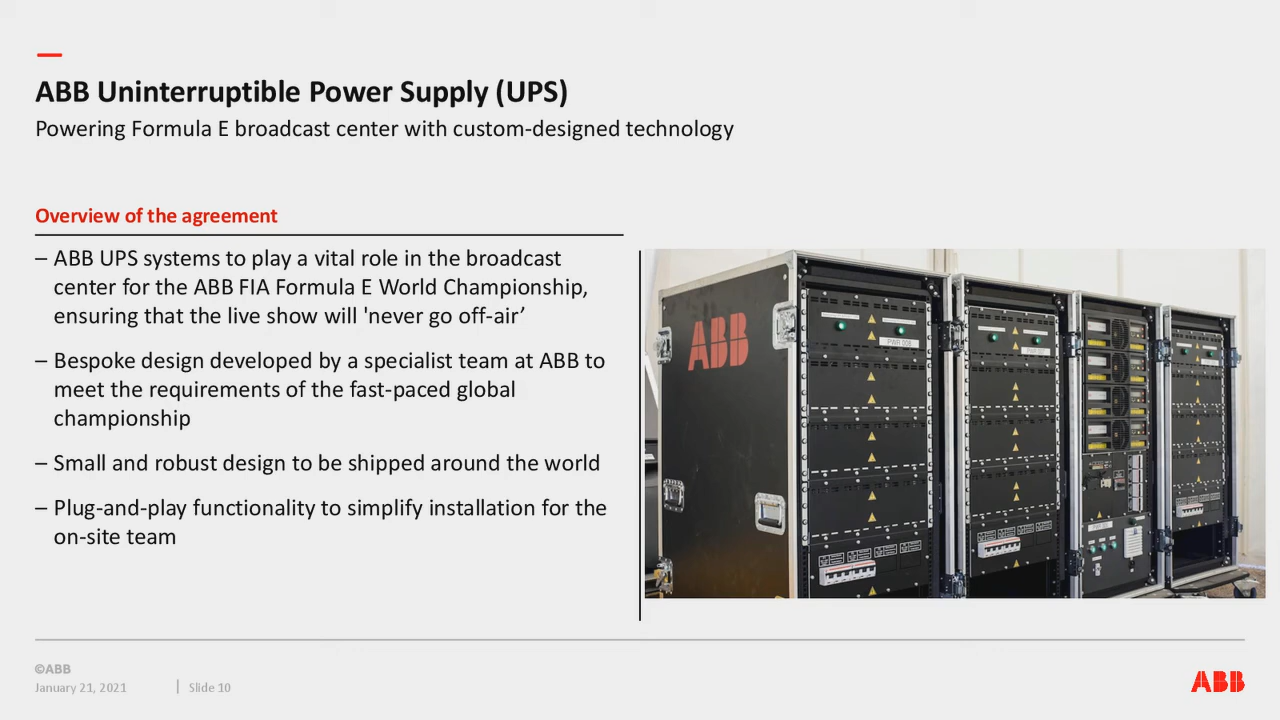 ABB Uninterruptible Power Supply (UPS)
Powering Formula E broadcast center with custom-designed technology
Overview of the agreement
– ABB UPS systems to play a vital role in the broadcast
center for the ABB FIA Formula E World Championship,
ensuring that the live show will 'never go off-air’
– Bespoke design developed by a specialist team at ABB to
meet the requirements of the fast-paced global
championship
– Small and robust design to be shipped around the world
– Plug-and-play functionality to simplify installation for the
on-site team
ABB
©ABB
January 21, 2021 | Slide 10
ABB